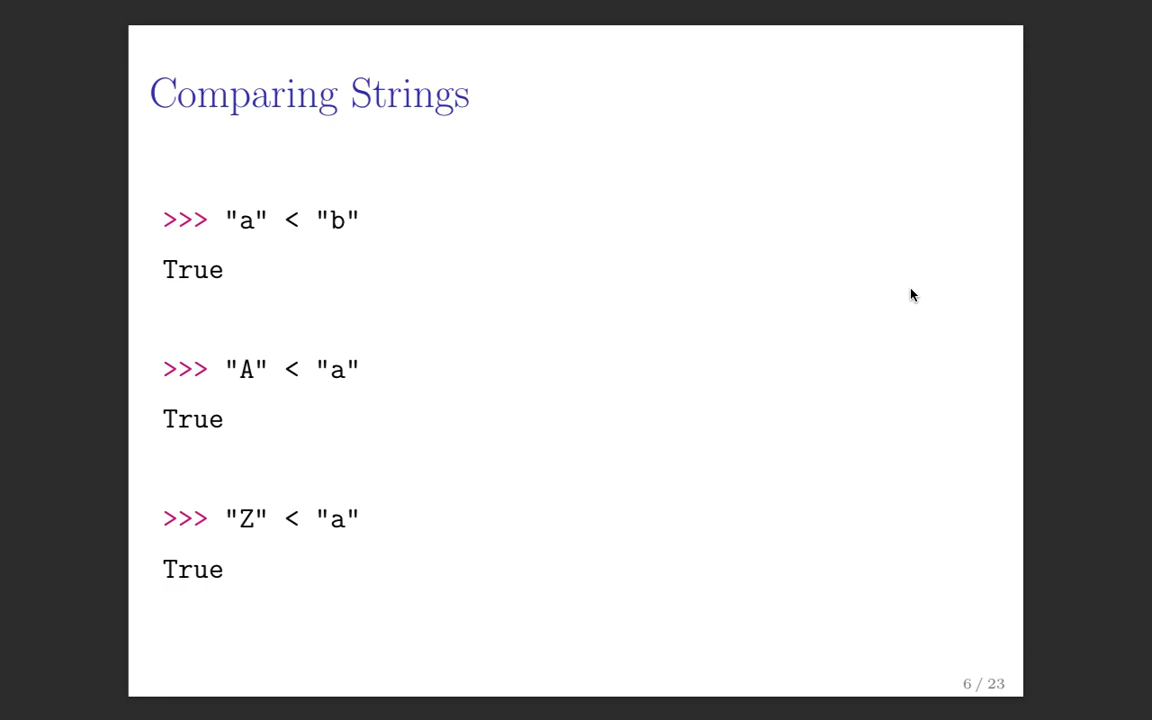 Comparing Strings
>>> "a" < "b"
True
>>> "A" < "a"
True
>>> "Z" < "a"
True
6 / 23